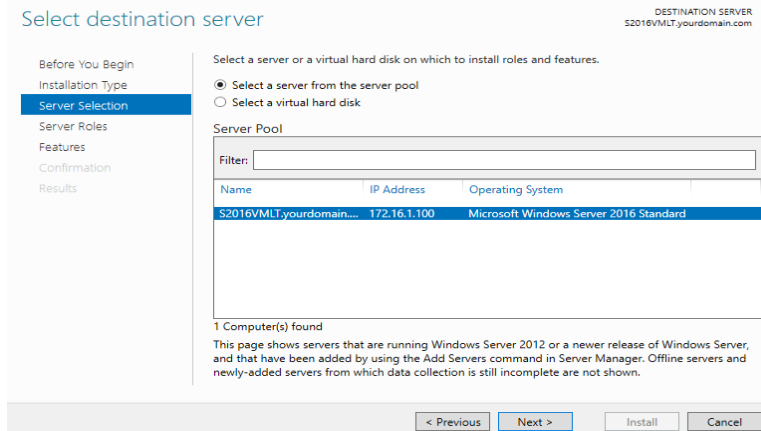 Select destination server
DESTINATION SERVER
S2016VMLT.yourdomain.com
Before You Begin
Installation Type
Server Selection
Server Roles
Features
Confirmation
Results
Select a server or a virtual hard disk on which to install roles and features.
Select a server from the server pool
Select a virtual hard disk
Server Pool
Filter:
Name IP Address Operating System
S2016VMLT.yourdomain.... 172.16.1.100 Microsoft Windows Server 2016 Standard
1 Computer(s) found
This page shows servers that are running Windows Server 2012 or a newer release of Windows Server,
and that have been added by using the Add Servers command in Server Manager. Offline servers and
newly-added servers from which data collection is still incomplete are not shown.
< Previous Next > Install Cancel